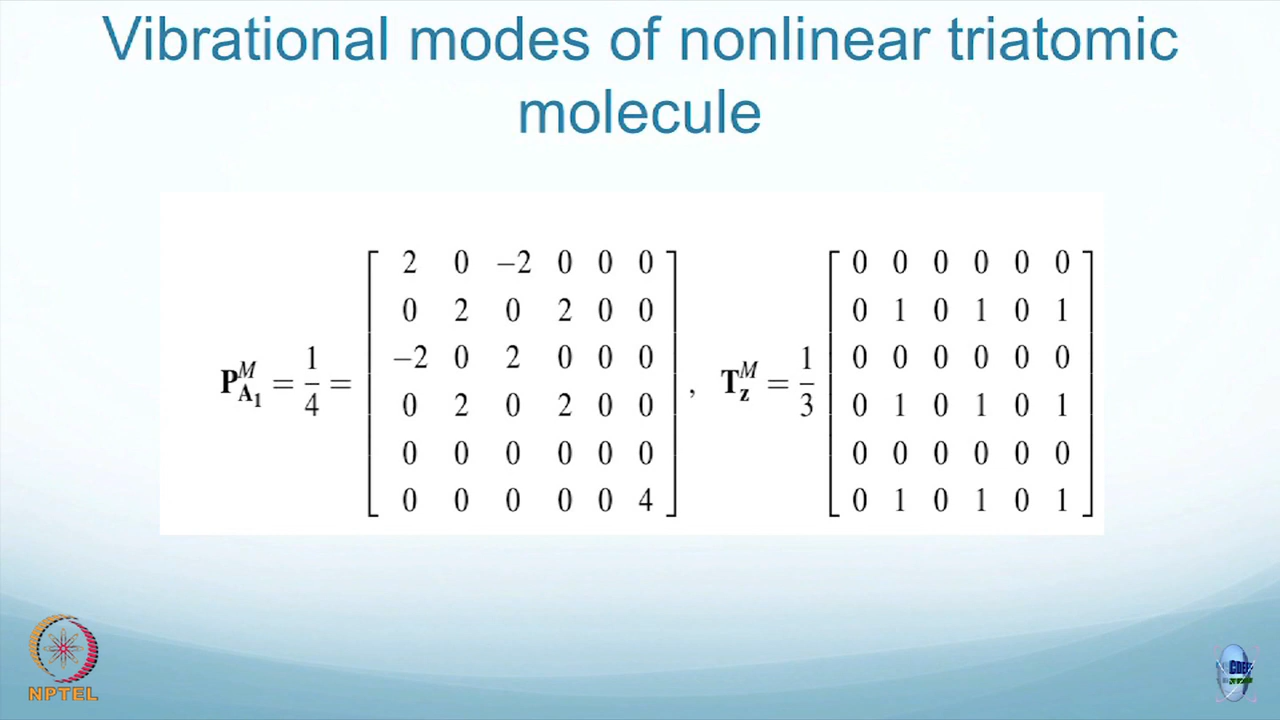 Vibrational modes of nonlinear triatomic
molecule
P^M_{A_1} = 1/4 = [ 2 0 −2 0 0 0 ; 0 2 0 2 0 0 ; −2 0 2 0 0 0 ; 0 2 0 2 0 0 ; 0 0 0 0 0 0 ; 0 0 0 0 0 4 ] , T^M_z = 1/3 [ 0 0 0 0 0 0 ; 0 1 0 1 0 1 ; 0 0 0 0 0 0 ; 0 1 0 1 0 1 ; 0 0 0 0 0 0 ; 0 1 0 1 0 1 ]
NPTEL